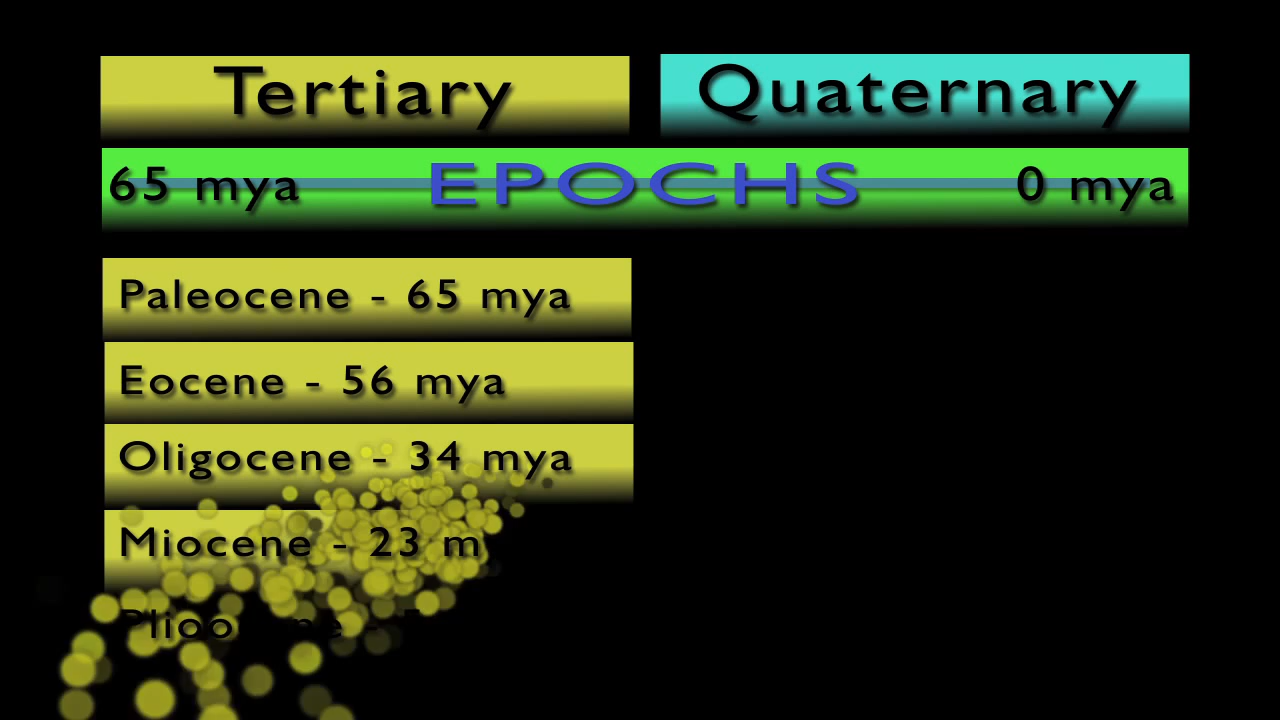 Tertiary
Quaternary
65 mya EPOCHS 0 mya
Paleocene - 65 mya
Eocene - 56 mya
Oligocene - 34 mya
Miocene - 23 m